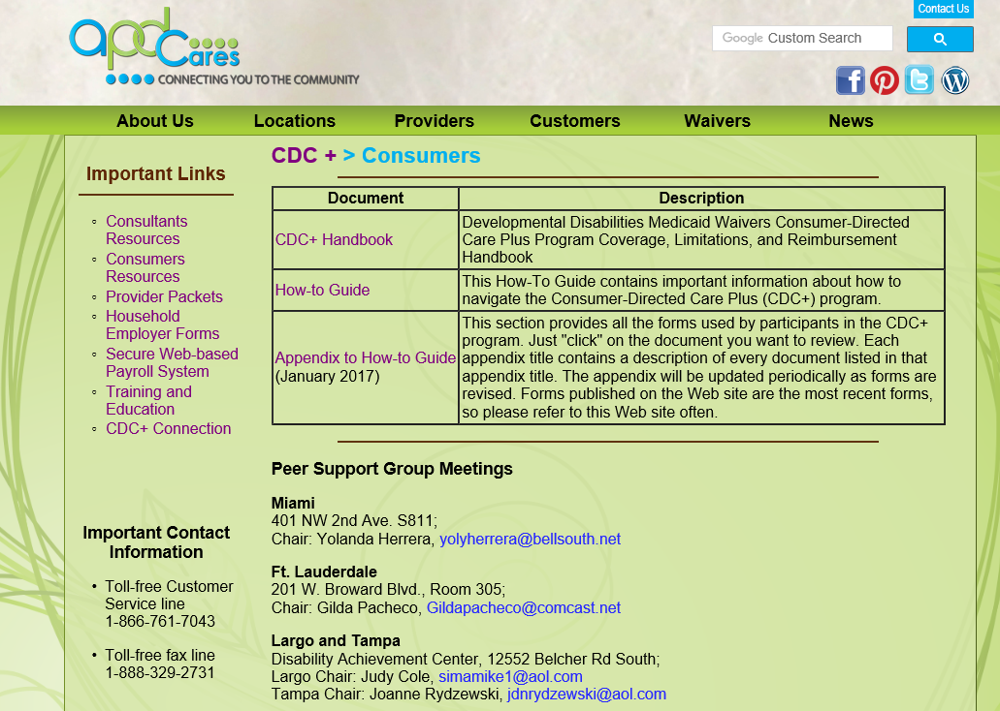 Contact Us
apdcares
CONNECTING YOU TO THE COMMUNITY
Google Custom Search
About Us Locations Providers Customers Waivers News
Important Links
◦ Consultants
Resources
◦ Consumers
Resources
◦ Provider Packets
◦ Household
Employer Forms
◦ Secure Web-based
Payroll System
◦ Training and
Education
◦ CDC+ Connection
Important Contact
Information
• Toll-free Customer
Service line
1-866-761-7043
• Toll-free fax line
1-888-329-2731
CDC + > Consumers
Document Description
CDC+ Handbook
Developmental Disabilities Medicaid Waivers Consumer-Directed
Care Plus Program Coverage, Limitations, and Reimbursement
Handbook
How-to Guide
This How-To Guide contains important information about how to
navigate the Consumer-Directed Care Plus (CDC+) program.
Appendix to How-to Guide
(January 2017)
This section provides all the forms used by participants in the CDC+
program. Just "click" on the document you want to review. Each
appendix title contains a description of every document listed in that
appendix title. The appendix will be updated periodically as forms are
revised. Forms published on the Web site are the most recent forms,
so please refer to this Web site often.
Peer Support Group Meetings
Miami
401 NW 2nd Ave. S811;
Chair: Yolanda Herrera, yolyherrera@bellsouth.net
Ft. Lauderdale
201 W. Broward Blvd., Room 305;
Chair: Gilda Pacheco, Gildapacheco@comcast.net
Largo and Tampa
Disability Achievement Center, 12552 Belcher Rd South;
Largo Chair: Judy Cole, simamike1@aol.com
Tampa Chair: Joanne Rydzewski, jdnrydzewski@aol.com